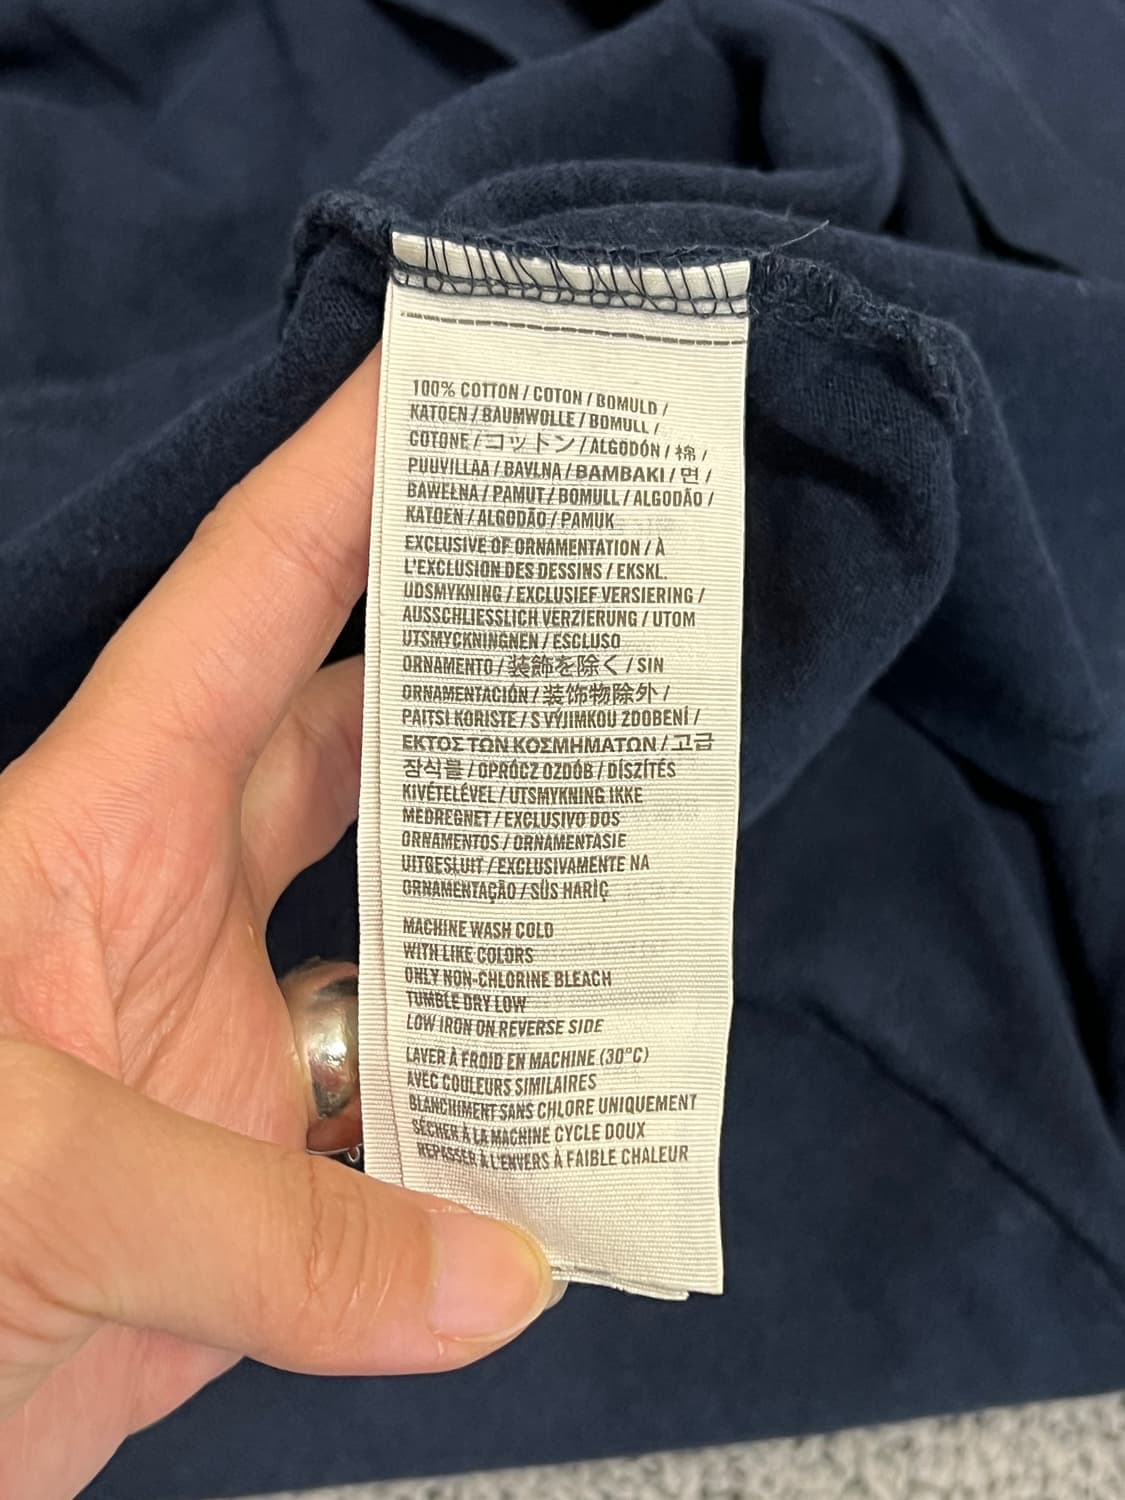 100% COTTON / COTON / BOMULD /
KATOEN / BAUMWOLLE / BOMULL /
COTONE / コットン / ALGODÓN / 棉 /
PUUVILLAA / BAVLNA / BAMBAKI / 면 /
BAWEŁNA / PAMUT / BOMULL / ALGODÃO /
KATOEN / ALGODÃO / PAMUK
EXCLUSIVE OF ORNAMENTATION / À
L'EXCLUSION DES DESSINS / EKSKL.
UDSMYKNING / EXCLUSIEF VERSIERING /
AUSSCHLIESSLICH VERZIERUNG / UTOM
UTSMYCKNINGNEN / ESCLUSO
ORNAMENTO / 装飾を除く / SIN
ORNAMENTACIÓN / 装饰物除外 /
PAITSI KORISTE / S VÝJIMKOU ZDOBENÍ /
ΕΚΤΟΣ ΤΩΝ ΚΟΣΜΗΜΑΤΩΝ / 고급
장식물 / OPRÓCZ OZDÓB / DÍSZÍTÉS
KIVÉTELÉVEL / UTSMYKNING IKKE
MEDREGNET / EXCLUSIVO DOS
ORNAMENTOS / ORNAMENTASIE
UITGESLUIT / EXCLUSIVAMENTE NA
ORNAMENTAÇÃO / SÜS HARİÇ
MACHINE WASH COLD
WITH LIKE COLORS
ONLY NON-CHLORINE BLEACH
TUMBLE DRY LOW
LOW IRON ON REVERSE SIDE
LAVER À FROID EN MACHINE (30°C)
AVEC COULEURS SIMILAIRES
BLANCHIMENT SANS CHLORE UNIQUEMENT
SÉCHER À LA MACHINE CYCLE DOUX
REPASSER À L'ENVERS À FAIBLE CHALEUR